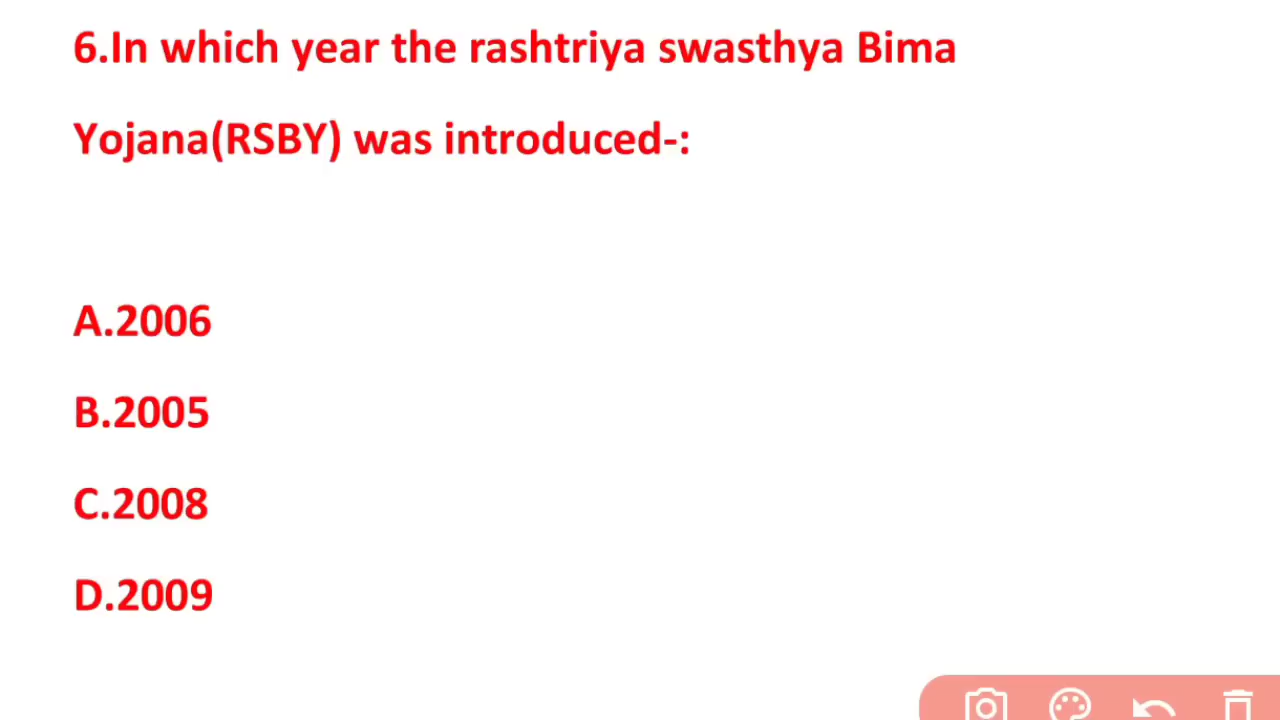 6.In which year the rashtriya swasthya Bima
Yojana(RSBY) was introduced-:
A.2006
B.2005
C.2008
D.2009